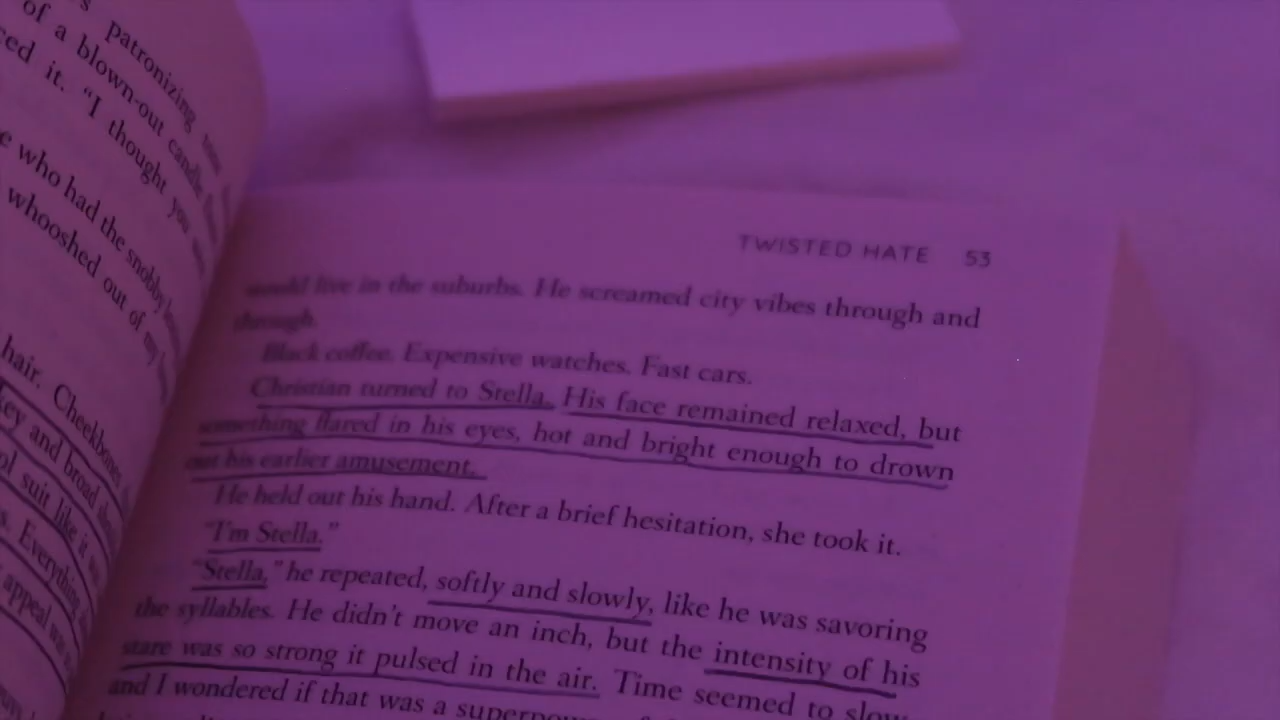 patronizing
of a blown-out candle
it. "I thought you
who had the snobby
whooshed out of my
hair. Cheekbones
and broad
suit like it
Everything
appeal was
TWISTED HATE 53
would live in the suburbs. He screamed city vibes through and
through.
Black coffee. Expensive watches. Fast cars.
Christian turned to Stella. His face remained relaxed, but
something flared in his eyes, hot and bright enough to drown
out his earlier amusement.
He held out his hand. After a brief hesitation, she took it.
"I'm Stella."
"Stella," he repeated, softly and slowly, like he was savoring
the syllables. He didn't move an inch, but the intensity of his
stare was so strong it pulsed in the air. Time seemed to slow,
and I wondered if that was a